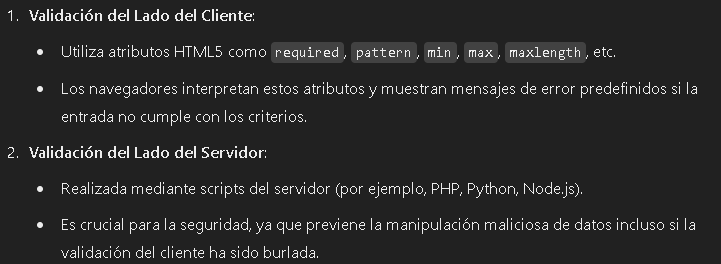 1. Validación del Lado del Cliente:
• Utiliza atributos HTML5 como required, pattern, min, max, maxlength, etc.
• Los navegadores interpretan estos atributos y muestran mensajes de error predefinidos si la
entrada no cumple con los criterios.
2. Validación del Lado del Servidor:
• Realizada mediante scripts del servidor (por ejemplo, PHP, Python, Node.js).
• Es crucial para la seguridad, ya que previene la manipulación maliciosa de datos incluso si la
validación del cliente ha sido burlada.